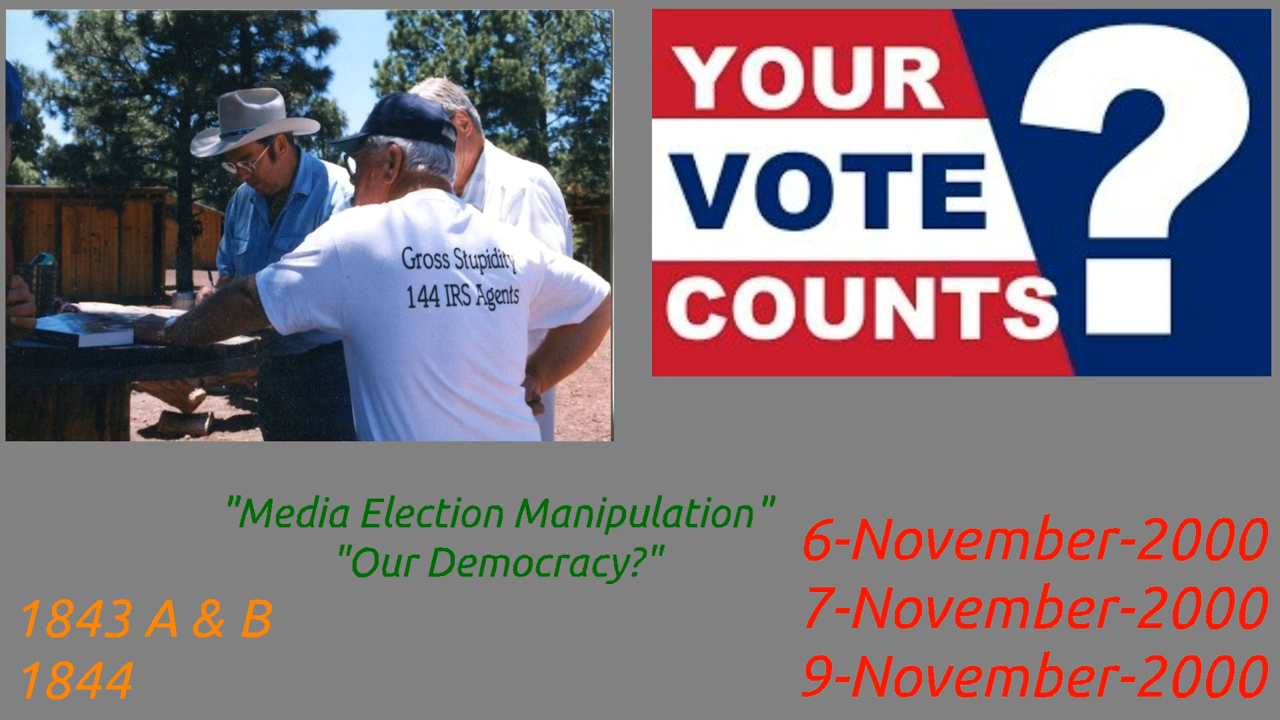 Gross Stupidity
144 IRS Agents
YOUR
VOTE
COUNTS
?
"Media Election Manipulation"
"Our Democracy?"
1843 A & B
1844
6-November-2000
7-November-2000
9-November-2000